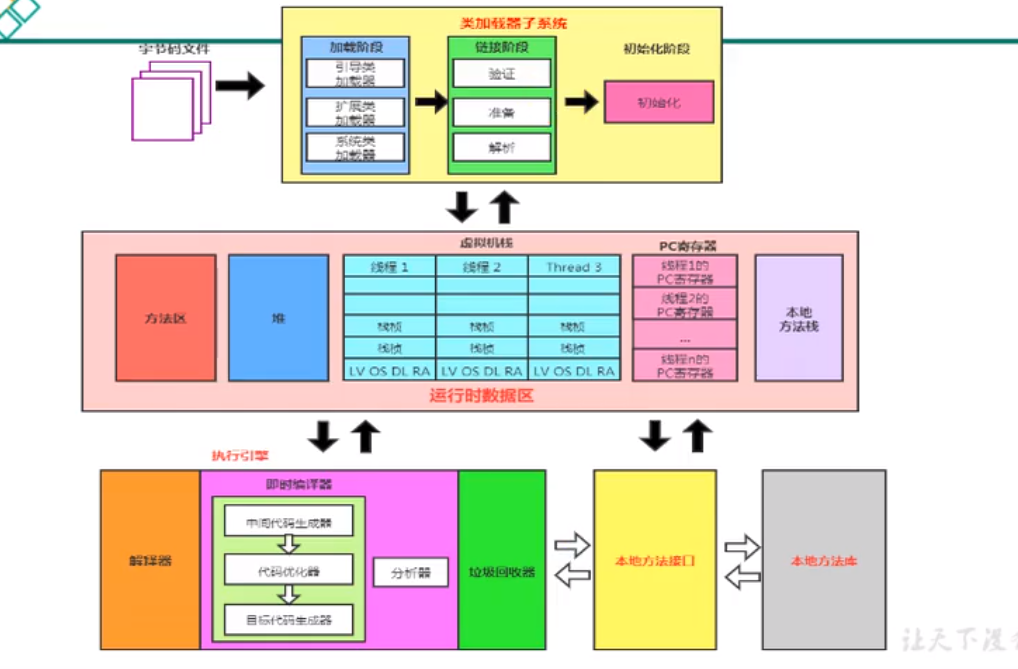 类加载器子系统
字节码文件
加载阶段
链接阶段
初始化阶段
引导类
加载器
验证
扩展类
加载器
准备
初始化
系统类
加载器
解析
虚拟机栈
PC寄存器
方法区
堆
线程 1
线程 2
Thread 3
栈帧
栈帧
栈帧
栈帧
栈帧
栈帧
LV OS DL RA
LV OS DL RA
LV OS DL RA
线程1的
PC寄存器
线程2的
PC寄存器
...
线程n的
PC寄存器
本地
方法栈
运行时数据区
执行引擎
解释器
即时编译器
中间代码生成器
代码优化器
目标代码生成器
分析器
垃圾回收器
本地方法接口
本地方法库
让天下没